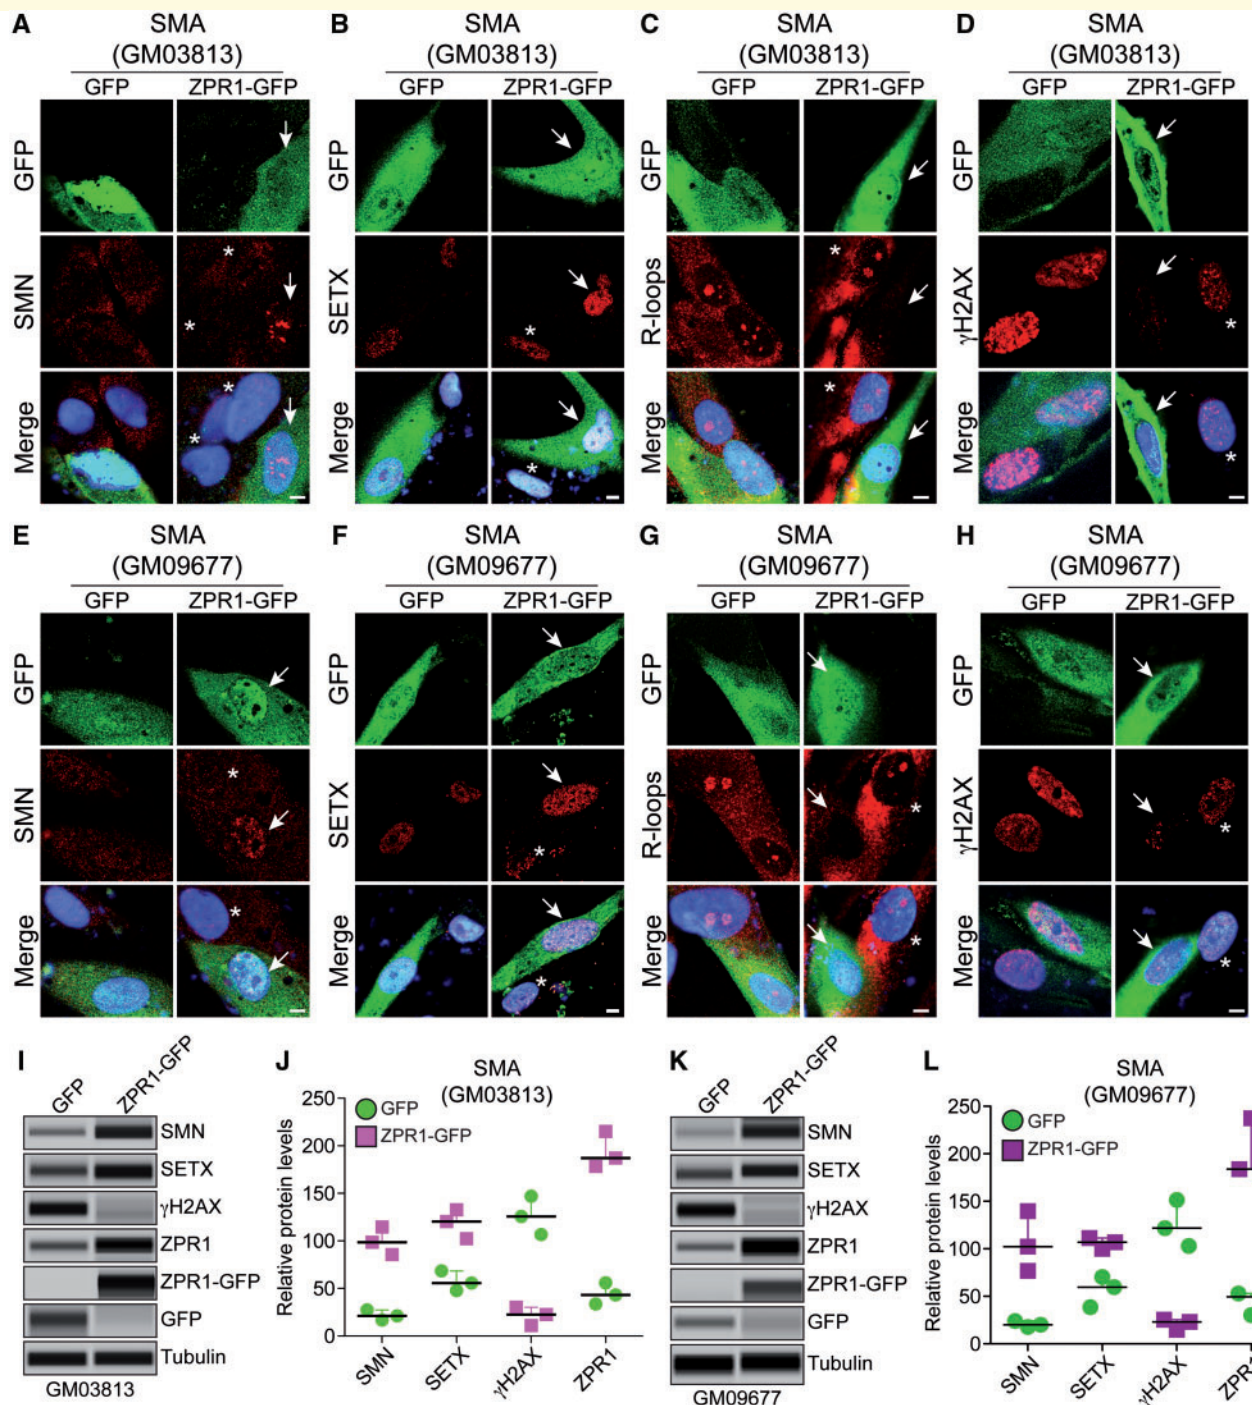 A
SMA
(GM03813)
GFP
ZPR1-GFP
GFP
SMN
Merge
*
*
*
*
B
SMA
(GM03813)
GFP
ZPR1-GFP
GFP
SETX
Merge
*
*
C
SMA
(GM03813)
GFP
ZPR1-GFP
GFP
R-loops
Merge
*
*
D
SMA
(GM03813)
GFP
ZPR1-GFP
GFP
γH2AX
Merge
*
*
E
SMA
(GM09677)
GFP
ZPR1-GFP
GFP
SMN
Merge
*
*
F
SMA
(GM09677)
GFP
ZPR1-GFP
GFP
SETX
Merge
*
*
G
SMA
(GM09677)
GFP
ZPR1-GFP
GFP
R-loops
Merge
*
*
H
SMA
(GM09677)
GFP
ZPR1-GFP
GFP
γH2AX
Merge
*
*
I
GFP
ZPR1-GFP
SMN
SETX
γH2AX
ZPR1
ZPR1-GFP
GFP
Tubulin
GM03813
J
SMA
(GM03813)
GFP
ZPR1-GFP
Relative protein levels
250
200
150
100
50
0
SMN
SETX
γH2AX
ZPR1
K
GFP
ZPR1-GFP
SMN
SETX
γH2AX
ZPR1
ZPR1-GFP
GFP
Tubulin
GM09677
L
SMA
(GM09677)
GFP
ZPR1-GFP
Relative protein levels
250
200
150
100
50
0
SMN
SETX
γH2AX
ZPR1